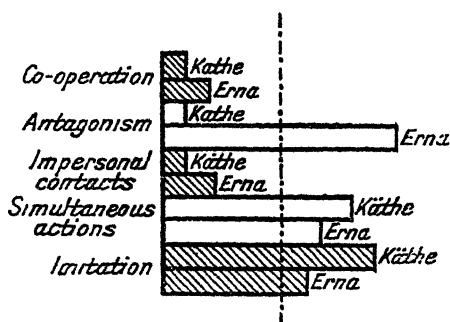 Co-operation
Kathe
Erna
Antagonism
Kathe
Erna
Impersonal
contacts
Käthe
Erna
Simultaneous
actions
Käthe
Erna
Imitation
Käthe
Erna